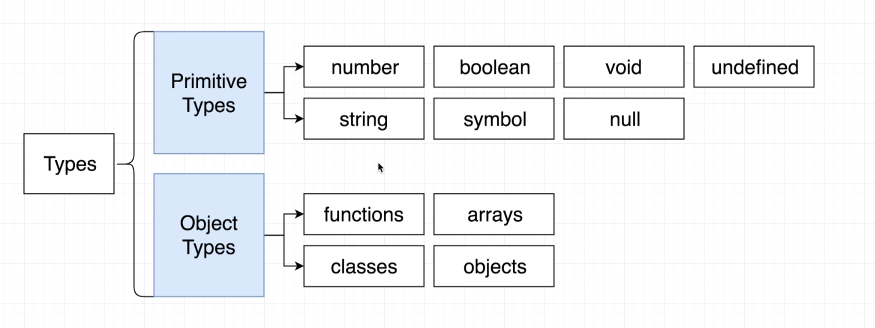 Types
Primitive
Types
number
boolean
void
undefined
string
symbol
null
Object
Types
functions
arrays
classes
objects